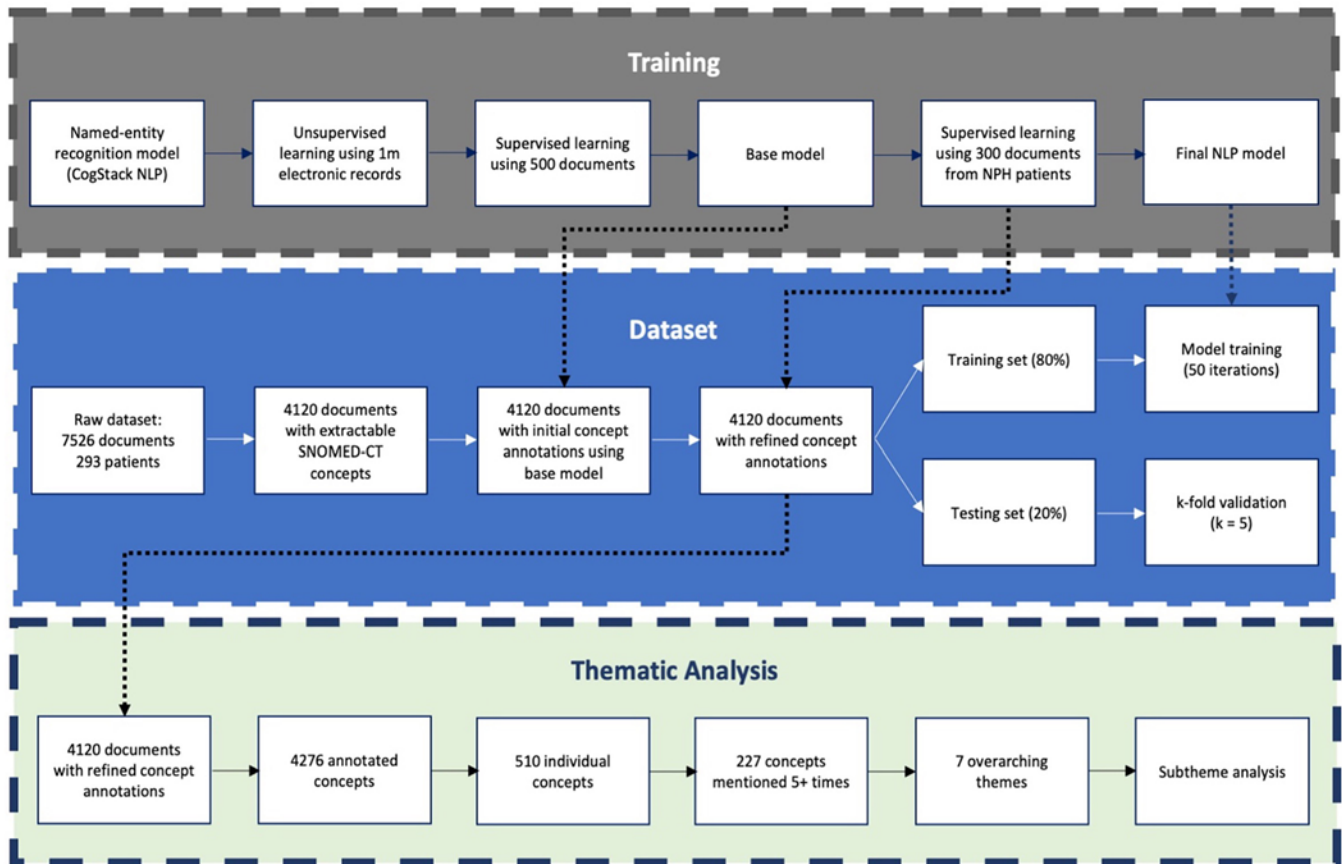 Training
Named-entity
recognition model
(CogStack NLP)
Unsupervised
learning using 1m
electronic records
Supervised learning
using 500 documents
Base model
Supervised learning
using 300 documents
from NPH patients
Final NLP model
Dataset
Raw dataset:
7526 documents
293 patients
4120 documents
with extractable
SNOMED-CT
concepts
4120 documents
with initial concept
annotations using
base model
4120 documents
with refined concept
annotations
Training set (80%)
Model training
(50 iterations)
Testing set (20%)
k-fold validation
(k = 5)
Thematic Analysis
4120 documents
with refined concept
annotations
4276 annotated
concepts
510 individual
concepts
227 concepts
mentioned 5+ times
7 overarching
themes
Subtheme analysis